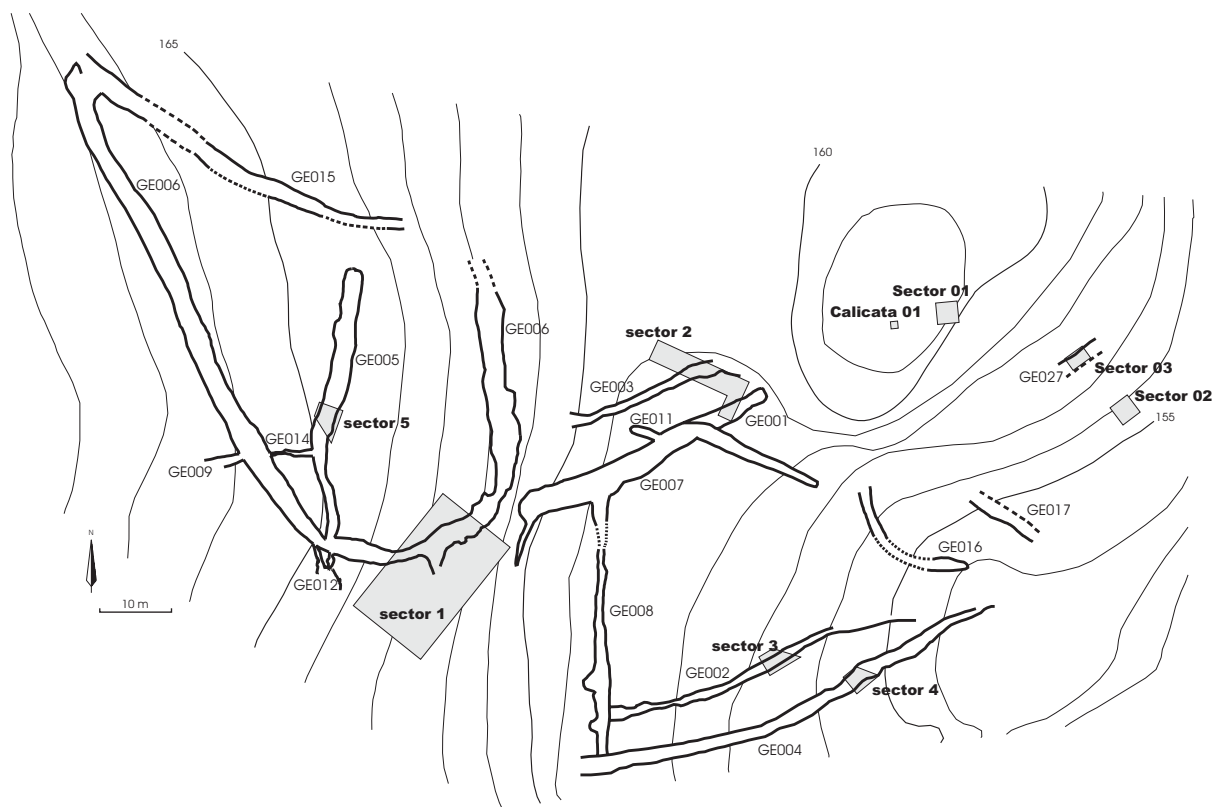 165
160
GE006
GE015
Sector 01
Calicata 01
GE006
sector 2
GE005
Sector 03
GE027
GE003
Sector 02
155
GE011
GE001
sector 5
GE014
GE009
GE007
GE017
N
GE016
GE012
10 m
sector 1
GE008
sector 3
GE002
sector 4
GE004